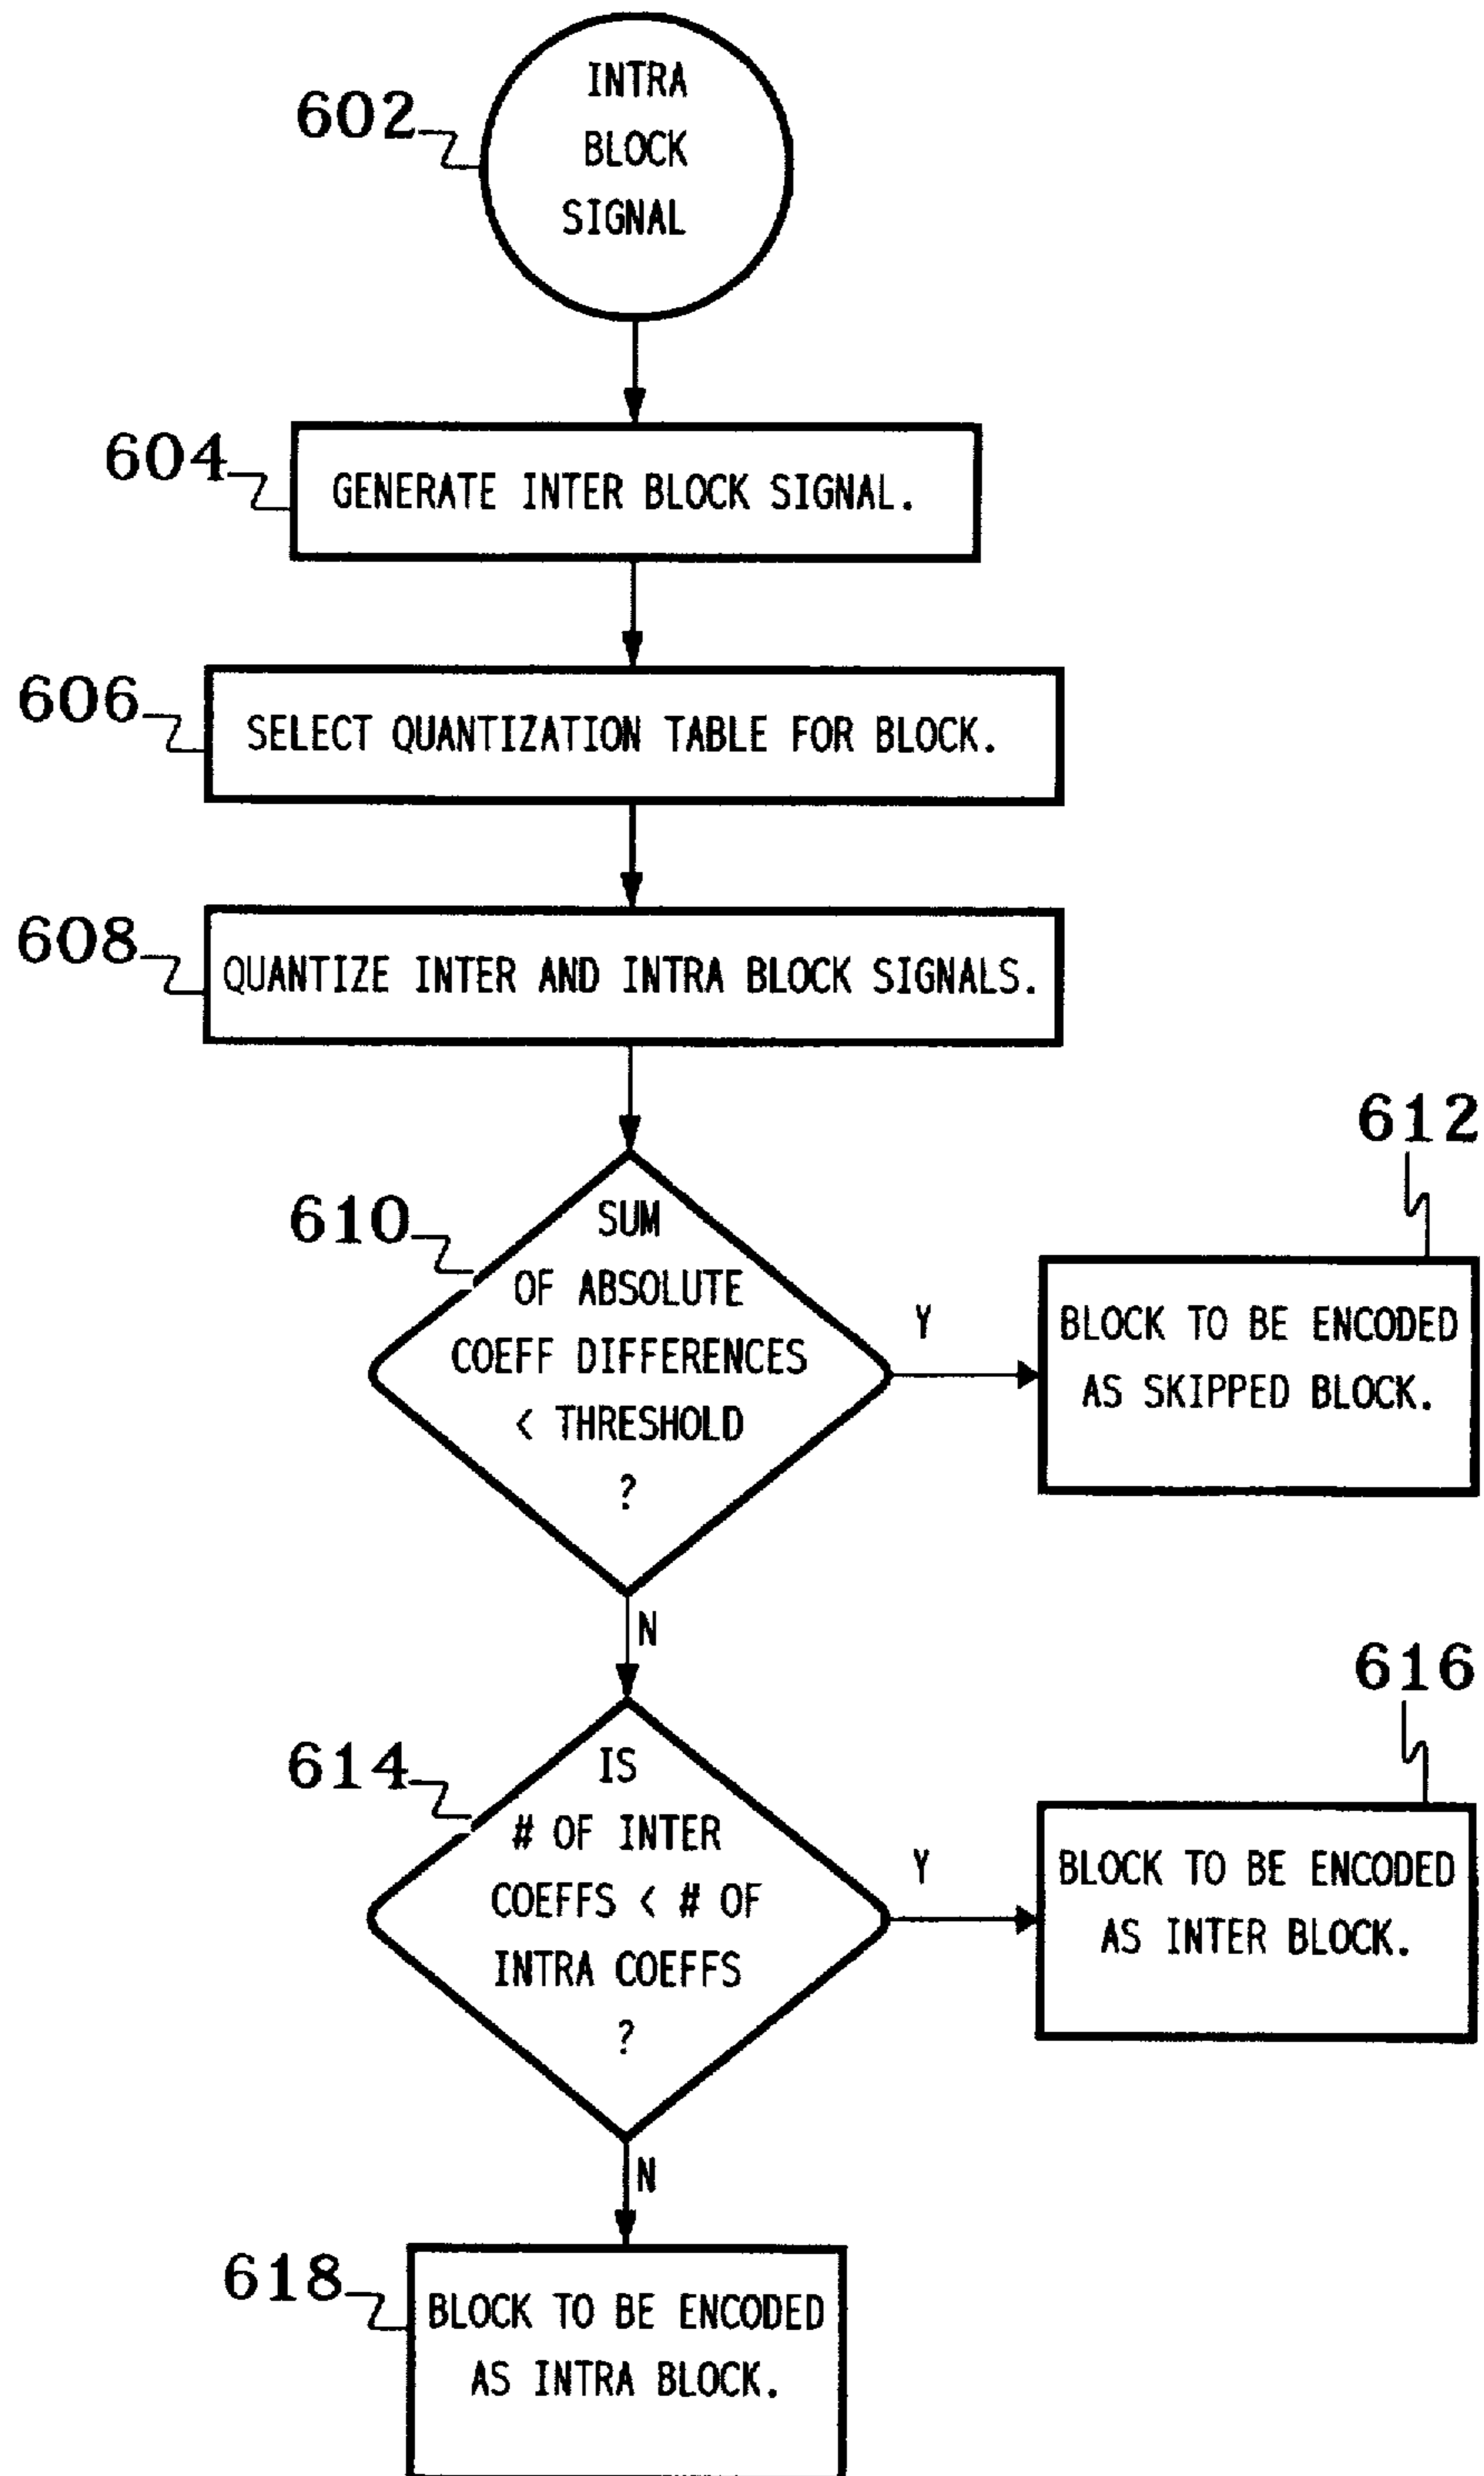 602
INTRA
BLOCK
SIGNAL
604
GENERATE INTER BLOCK SIGNAL.
606
SELECT QUANTIZATION TABLE FOR BLOCK.
608
QUANTIZE INTER AND INTRA BLOCK SIGNALS.
610
SUM
OF ABSOLUTE
COEFF DIFFERENCES
< THRESHOLD
?
Y
612
BLOCK TO BE ENCODED
AS SKIPPED BLOCK.
N
614
IS
# OF INTER
COEFFS < # OF
INTRA COEFFS
?
Y
616
BLOCK TO BE ENCODED
AS INTER BLOCK.
N
618
BLOCK TO BE ENCODED
AS INTRA BLOCK.